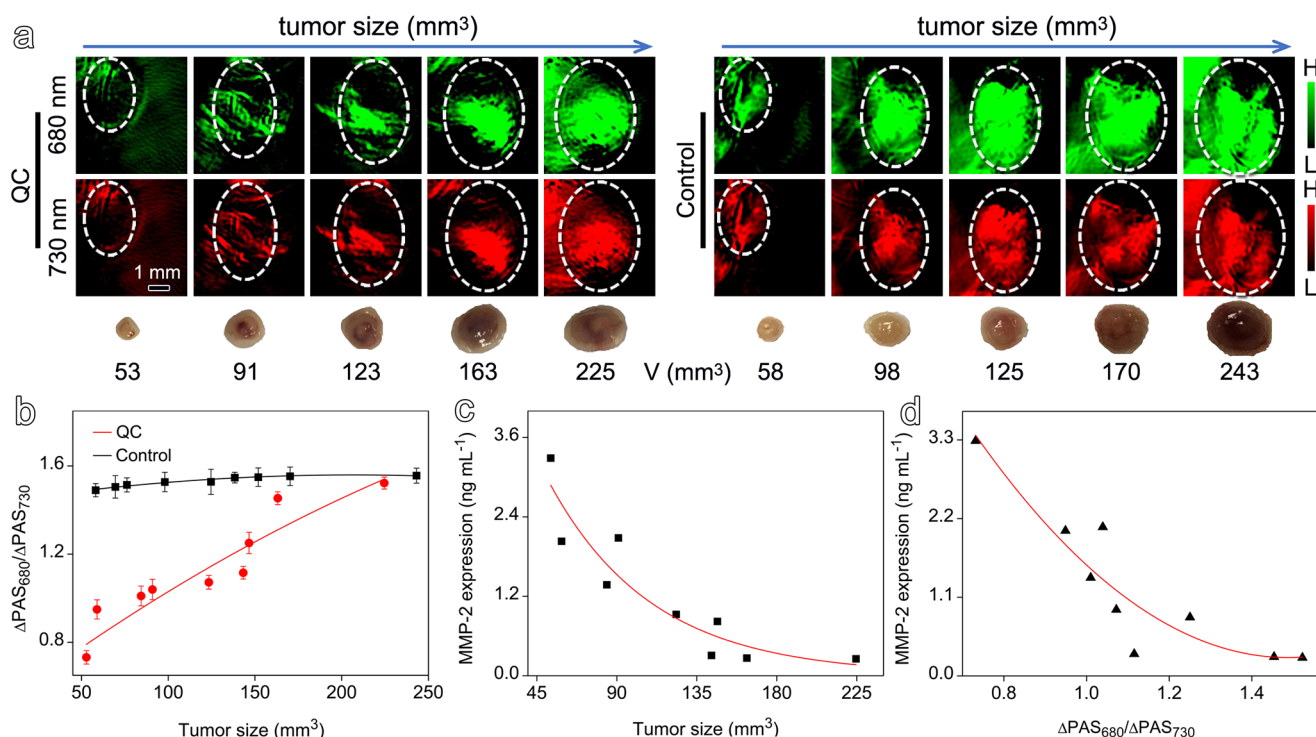 a
tumor size (mm³)
tumor size (mm³)
QC
680 nm
730 nm
1 mm
Control
H
L
H
L
53 91 123 163 225 V (mm³) 58 98 125 170 243
b
QC
Control
ΔPAS₆₈₀/ΔPAS₇₃₀
1.6
1.2
0.8
50 100 150 200 250
Tumor size (mm³)
c
MMP-2 expression (ng mL⁻¹)
3.6
2.4
1.2
0.0
45 90 135 180 225
Tumor size (mm³)
d
MMP-2 expression (ng mL⁻¹)
3.3
2.2
1.1
0.0
0.8 1.0 1.2 1.4
ΔPAS₆₈₀/ΔPAS₇₃₀